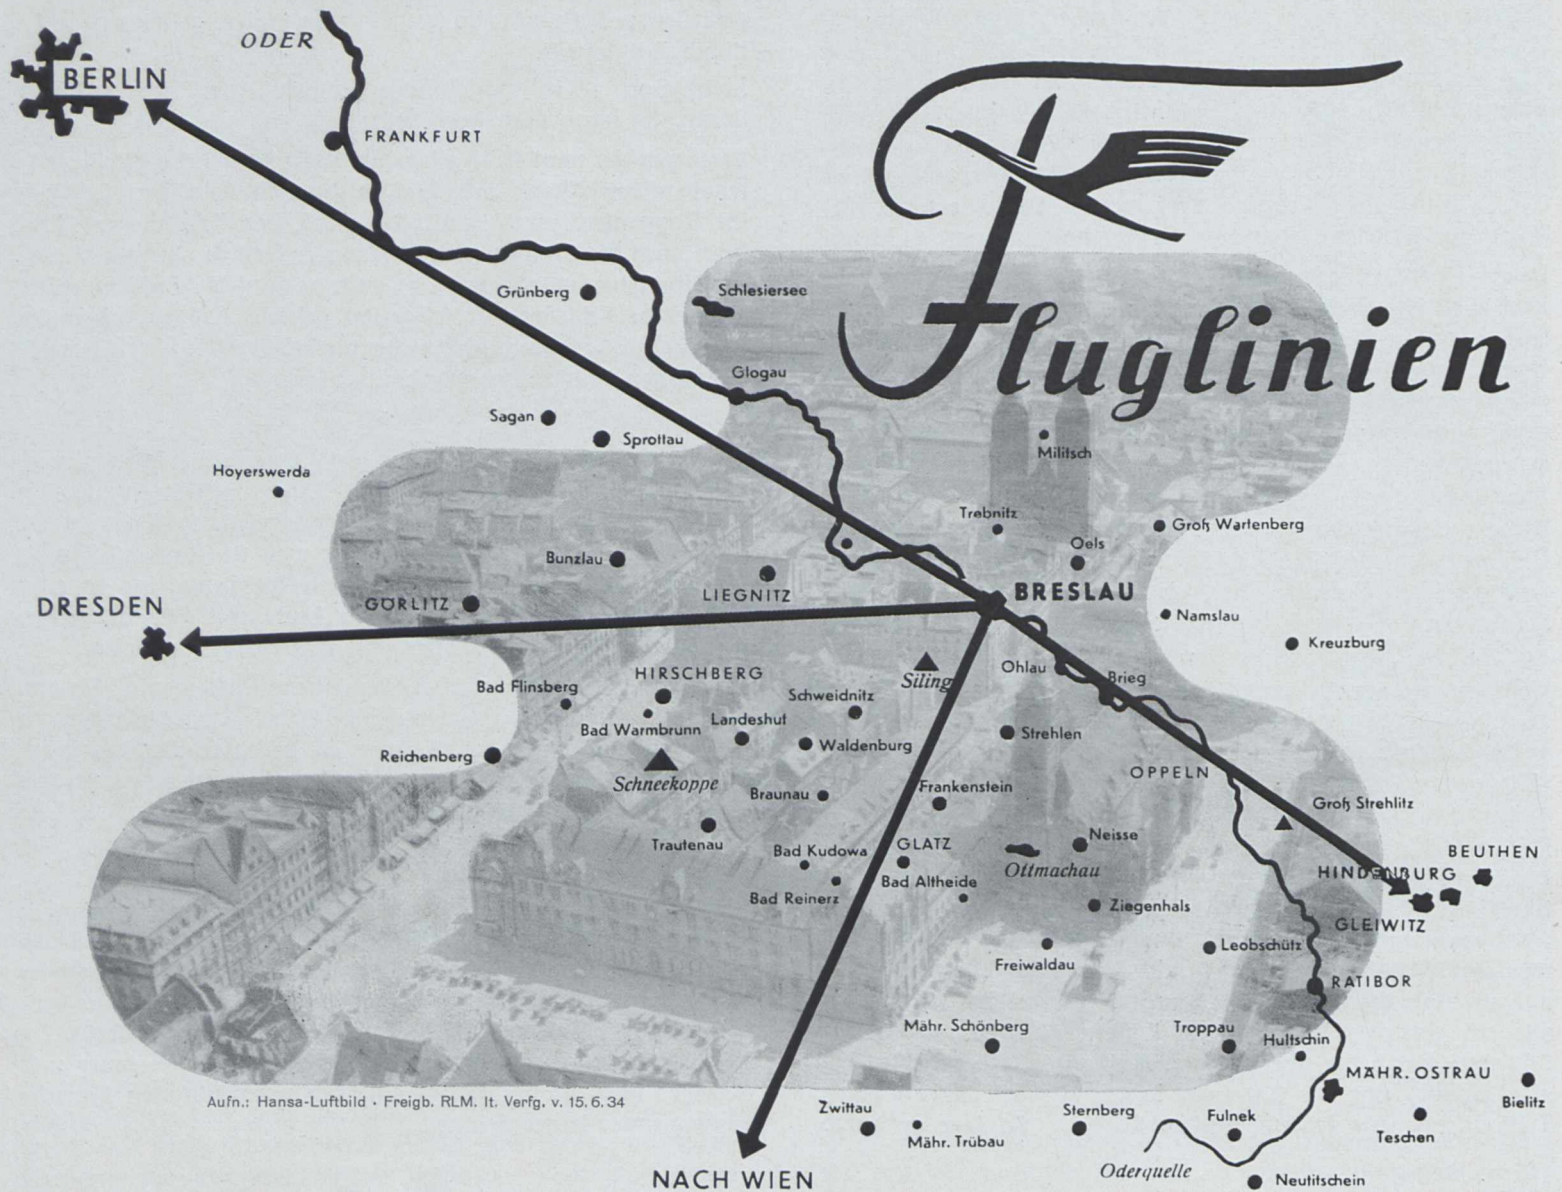 ODER
BERLIN
FRANKFURT
Fluglinien
Grünberg
Schlesiersee
Glogau
Sagan
Sprottau
Militsch
Hoyerswerda
Trebnitz
Groß Wartenberg
Oels
Bunzlau
LIEGNITZ
BRESLAU
GÖRLITZ
DRESDEN
Namslau
Kreuzburg
Ohlau
Brieg
HIRSCHBERG
Siling
Bad Flinsberg
Schweidnitz
Bad Warmbrunn
Landeshut
Strehlen
Waldenburg
Reichenberg
OPPELN
Schneekoppe
Frankenstein
Braunau
Groß Strehlitz
Neisse
Trautenau
Bad Kudowa
GLATZ
BEUTHEN
Ottmachau
HINDENBURG
Bad Altheide
Bad Reinerz
Ziegenhals
GLEIWITZ
Leobschütz
Freiwaldau
RATIBOR
Mähr. Schönberg
Troppau
Hultschin
MÄHR. OSTRAU
Aufn.: Hansa-Luftbild · Freigb. RLM. lt. Verfg. v. 15.6.34
Bielitz
Zwittau
Sternberg
Fulnek
Mähr. Trübau
Teschen
Oderquelle
NACH WIEN
Neutitschein